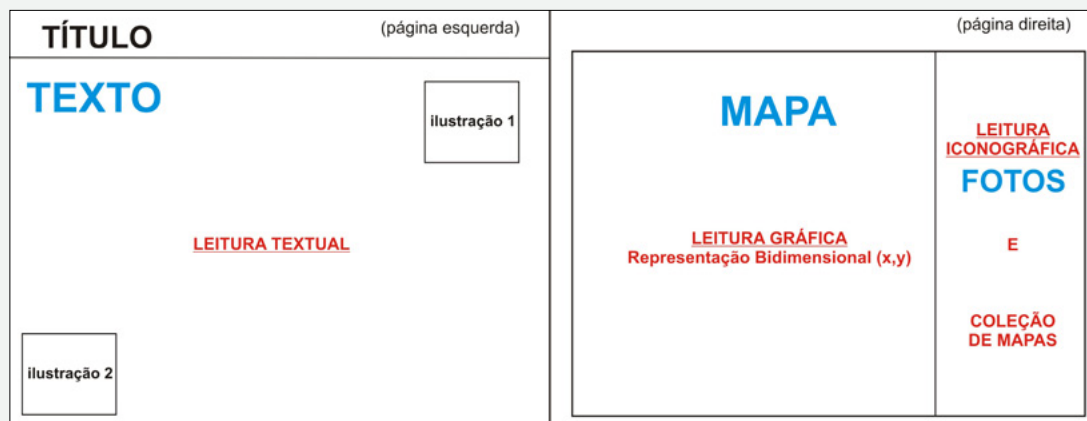 TÍTULO
(página esquerda)
TEXTO
ilustração 1
LEITURA TEXTUAL
ilustração 2
(página direita)
MAPA
LEITURA GRÁFICA
Representação Bidimensional (x,y)
LEITURA
ICONOGRÁFICA
FOTOS
E
COLEÇÃO
DE MAPAS